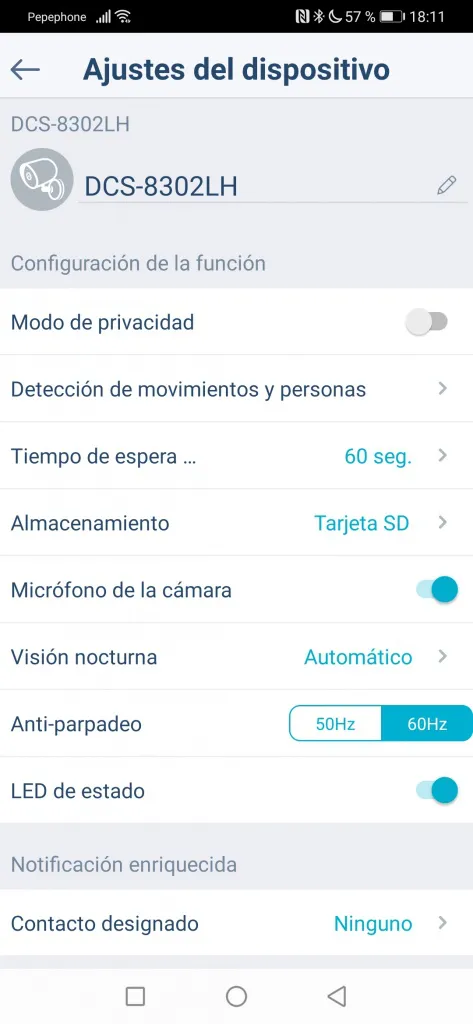 Pepephone 57 % 18:11
Ajustes del dispositivo
DCS-8302LH
DCS-8302LH
Configuración de la función
Modo de privacidad
Detección de movimientos y personas
Tiempo de espera ... 60 seg.
Almacenamiento Tarjeta SD
Micrófono de la cámara
Visión nocturna Automático
Anti-parpadeo 50Hz 60Hz
LED de estado
Notificación enriquecida
Contacto designado Ninguno